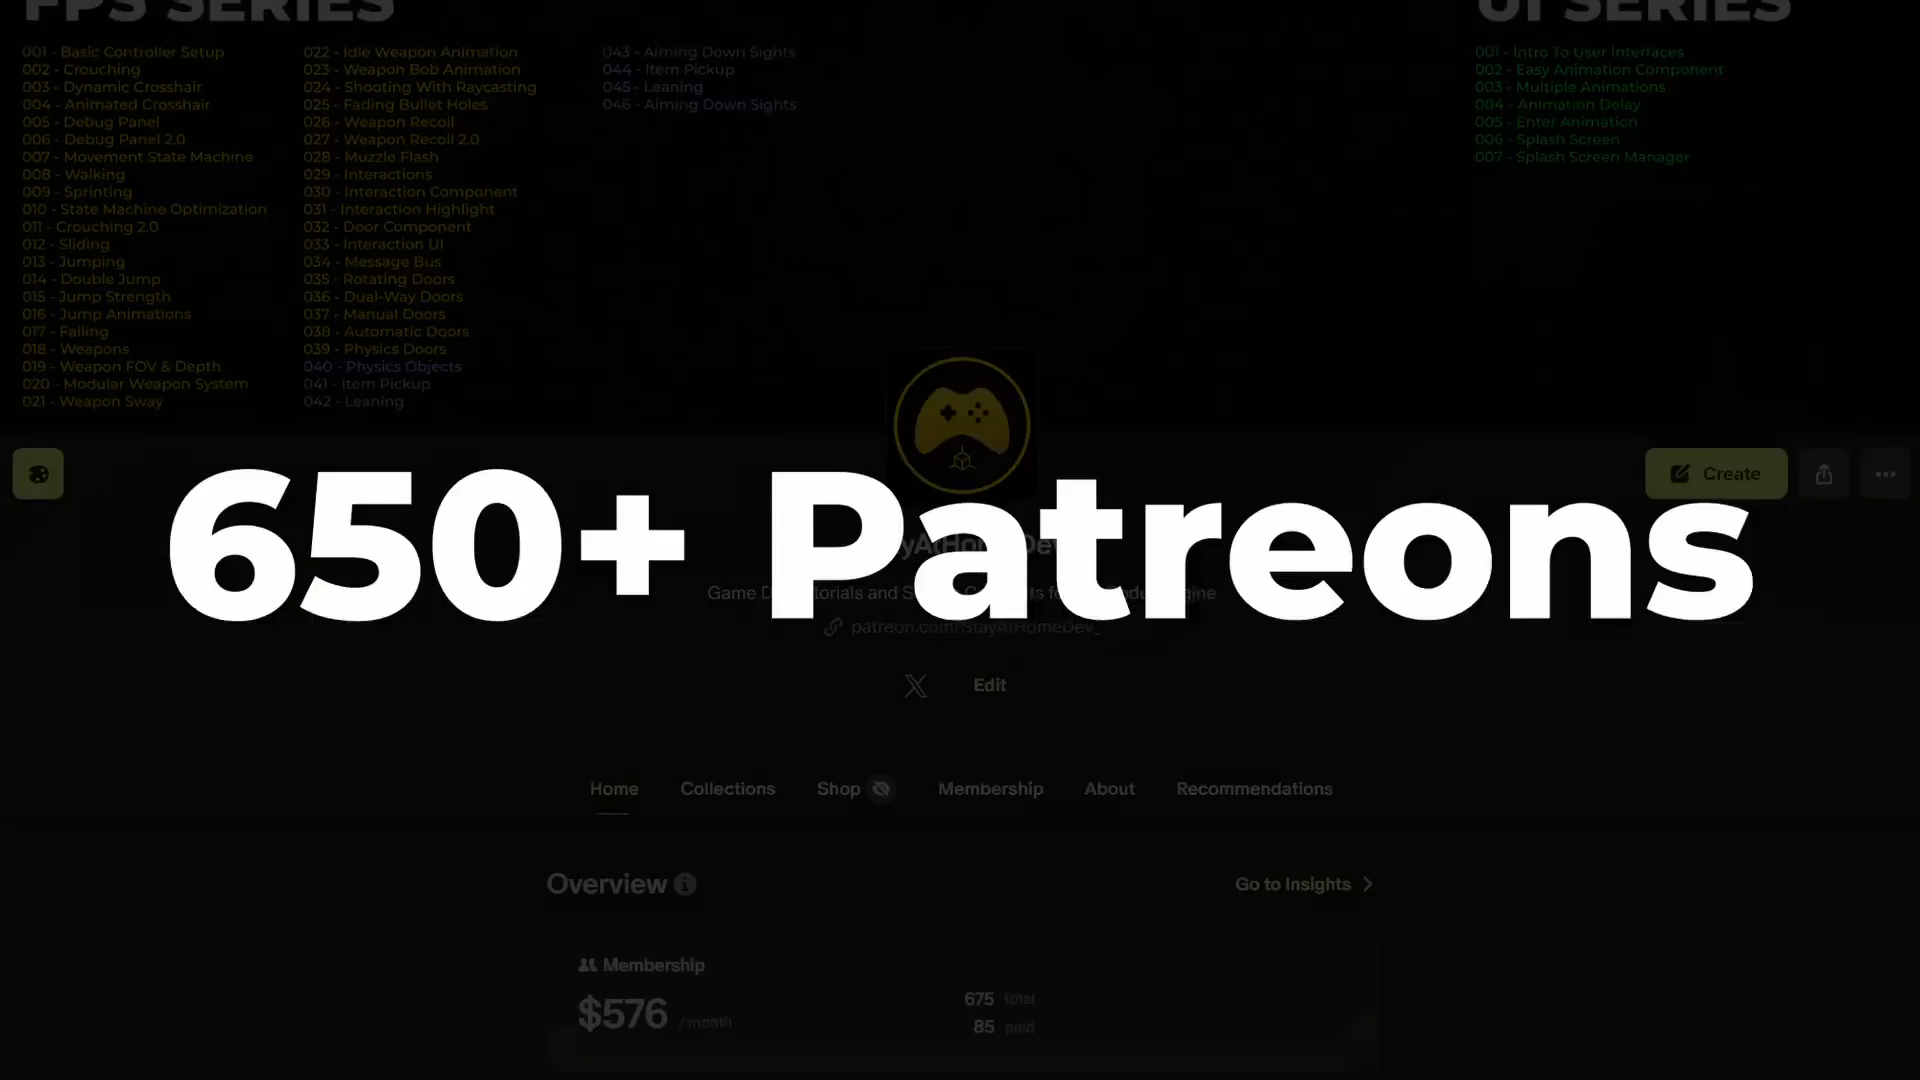 FPS SERIES
001 - Basic Controller Setup
002 - Crouching
003 - Dynamic Crosshair
004 - Animated Crosshair
005 - Debug Panel
006 - Debug Panel 2.0
007 - Movement State Machine
008 - Walking
009 - Sprinting
010 - State Machine Optimization
011 - Crouching 2.0
012 - Sliding
013 - Jumping
014 - Double Jump
015 - Jump Strength
016 - Jump Animations
017 - Falling
018 - Weapons
019 - Weapon FOV & Depth
020 - Modular Weapon System
021 - Weapon Sway
022 - Idle Weapon Animation
023 - Weapon Bob Animation
024 - Shooting With Raycasting
025 - Fading Bullet Holes
026 - Weapon Recoil
027 - Weapon Recoil 2.0
028 - Muzzle Flash
029 - Interactions
030 - Interaction Component
031 - Interaction Highlight
032 - Door Component
033 - Interaction UI
034 - Message Bus
035 - Rotating Doors
036 - Dual-Way Doors
037 - Manual Doors
038 - Automatic Doors
039 - Physics Doors
040 - Physics Objects
041 - Item Pickup
042 - Leaning
043 - Aiming Down Sights
044 - Item Pickup
045 - Leaning
046 - Aiming Down Sights
UI SERIES
001 - Intro To User Interfaces
002 - Easy Animation Component
003 - Multiple Animations
004 - Animation Delay
005 - Enter Animation
006 - Splash Screen
007 - Splash Screen Manager
Create
650+ Patreons
Game
and
patreon.com/StayAtHomeDev_
Edit
Home
Collections
Shop
Membership
About
Recommendations
Overview
Go to Insights
Membership
$576 /month
675 total
85 paid